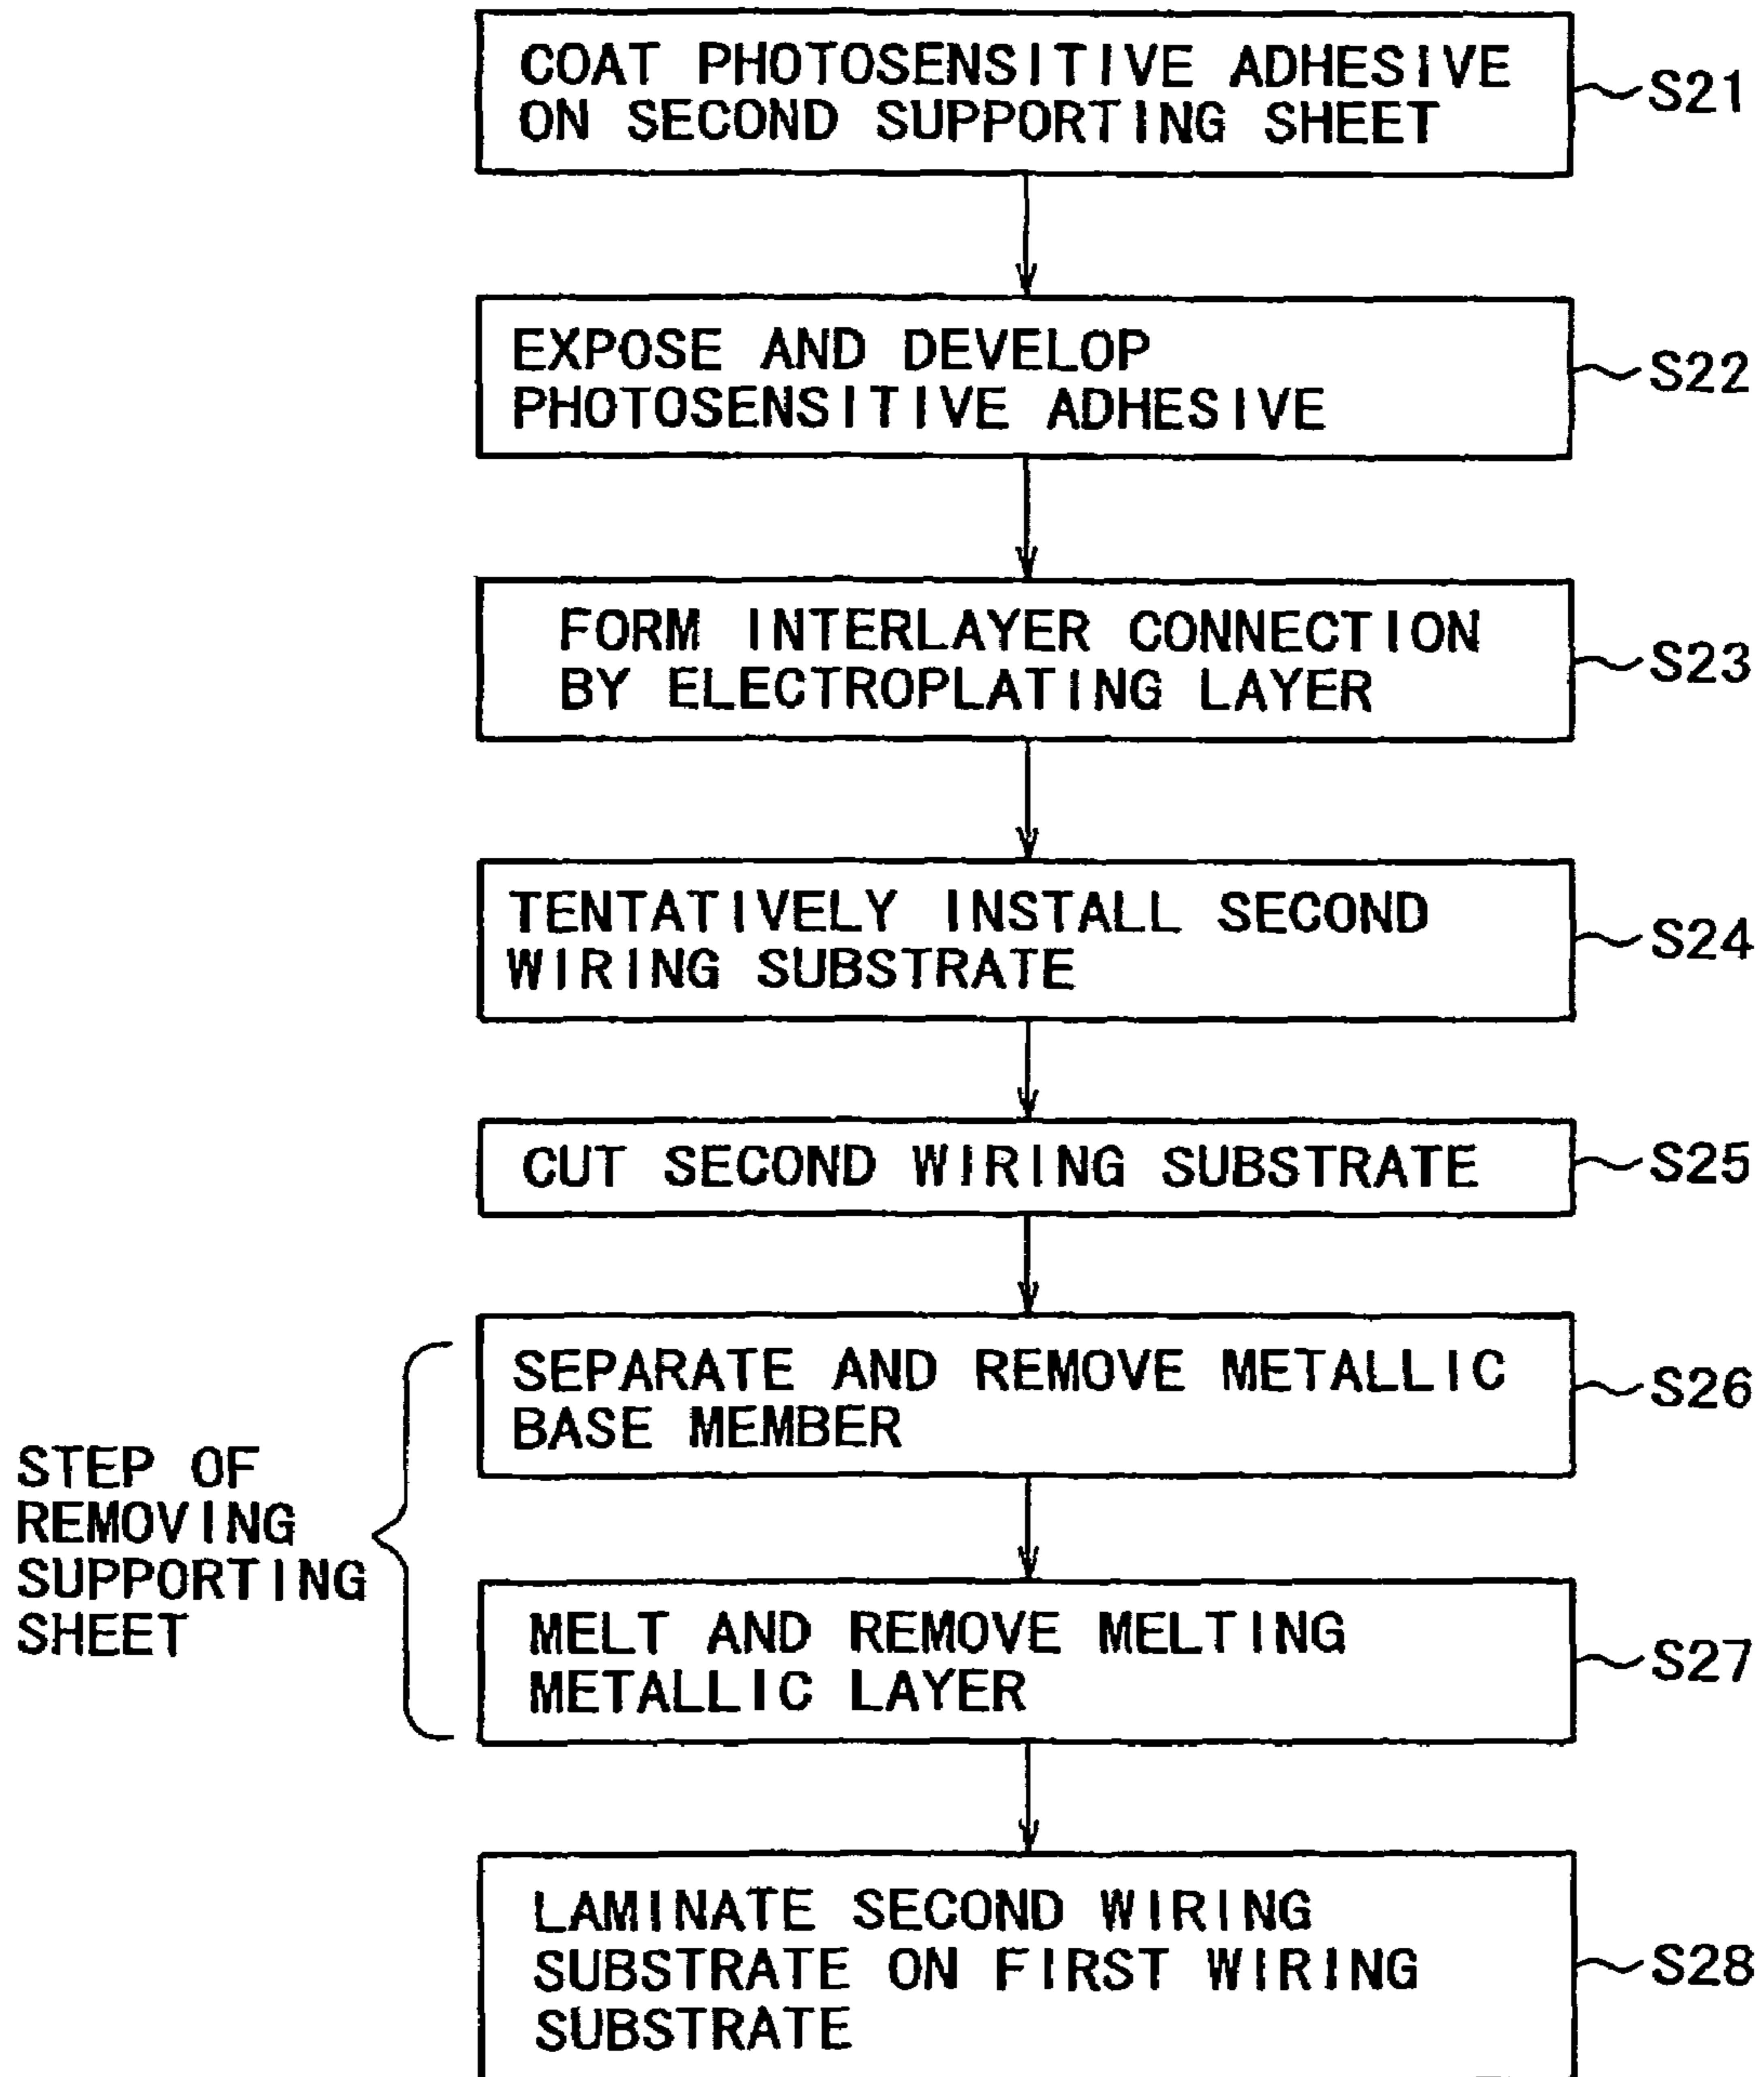 COAT PHOTOSENSITIVE ADHESIVE
ON SECOND SUPPORTING SHEET
S21
EXPOSE AND DEVELOP
PHOTOSENSITIVE ADHESIVE
S22
FORM INTERLAYER CONNECTION
BY ELECTROPLATING LAYER
S23
TENTATIVELY INSTALL SECOND
WIRING SUBSTRATE
S24
CUT SECOND WIRING SUBSTRATE
S25
STEP OF
REMOVING
SUPPORTING
SHEET
SEPARATE AND REMOVE METALLIC
BASE MEMBER
S26
MELT AND REMOVE MELTING
METALLIC LAYER
S27
LAMINATE SECOND WIRING
SUBSTRATE ON FIRST WIRING
SUBSTRATE
S28